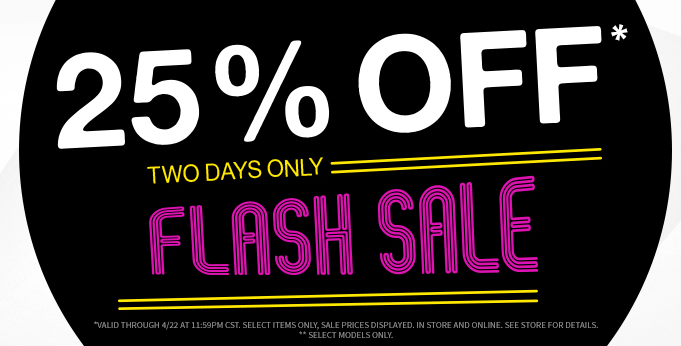 25% OFF*
TWO DAYS ONLY
FLASH SALE
*VALID THROUGH 4/22 AT 11:59PM CST. SELECT ITEMS ONLY, SALE PRICES DISPLAYED. IN STORE AND ONLINE. SEE STORE FOR DETAILS.
** SELECT MODELS ONLY.